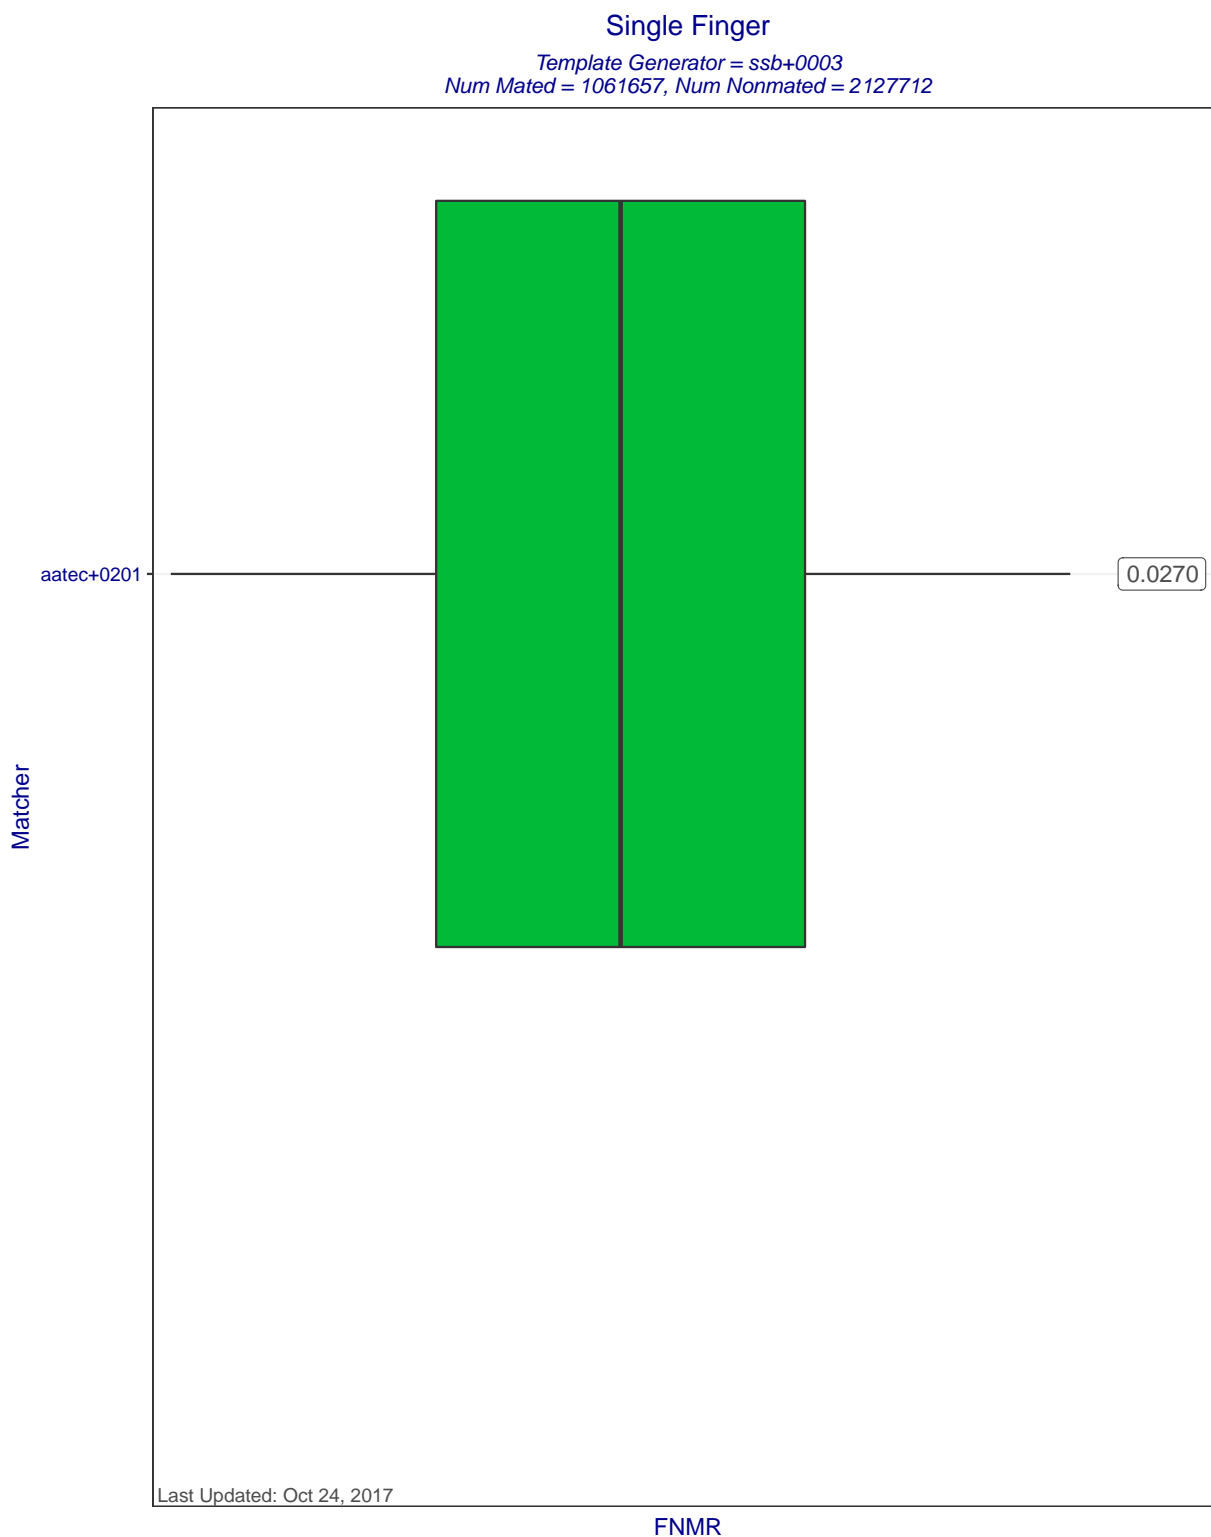 Single Finger
Template Generator = ssb+0003
Num Mated = 1061657, Num Nonmated = 2127712
aatec+0201
0.0270
Matcher
Last Updated: Oct 24, 2017
FNMR